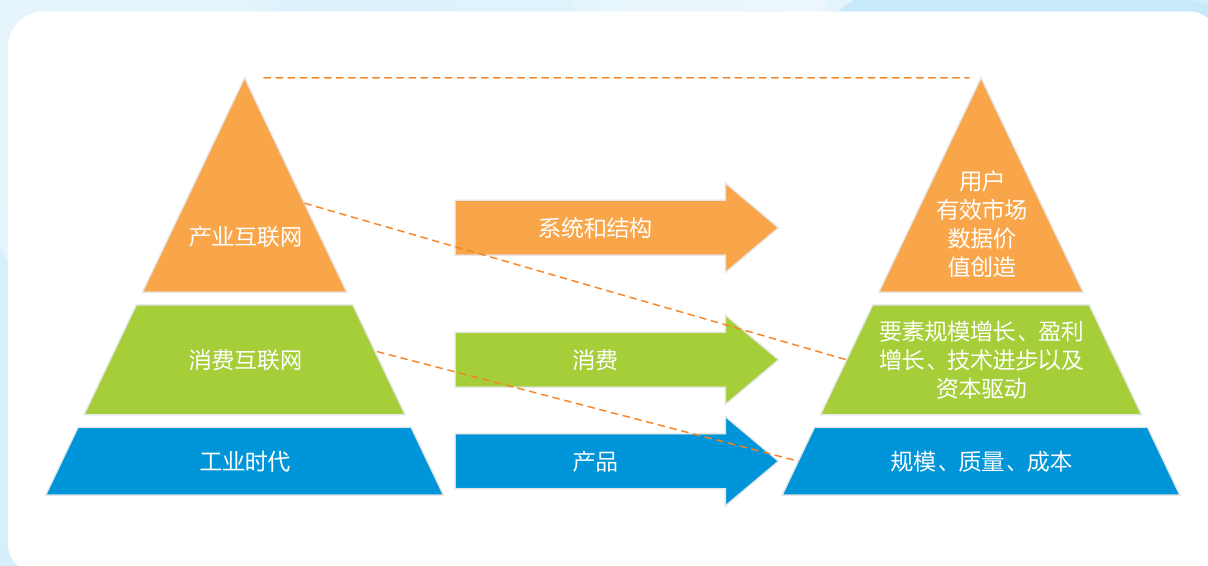 产业互联网
系统和结构
用户
有效市场
数据价
值创造
消费互联网
消费
要素规模增长、盈利
增长、技术进步以及
资本驱动
工业时代
产品
规模、质量、成本